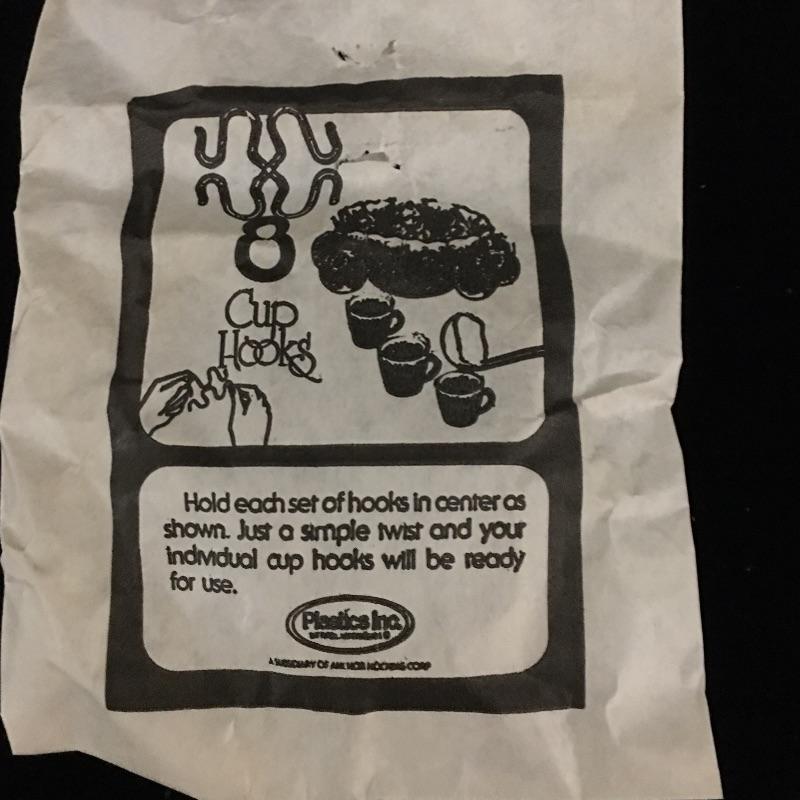 8
Cup
Hooks
Hold each set of hooks in center as
shown. Just a simple twist and your
individual cup hooks will be ready
for use.
Plastics Inc.
A SUBSIDIARY OF ANCHOR HOCKING CORP